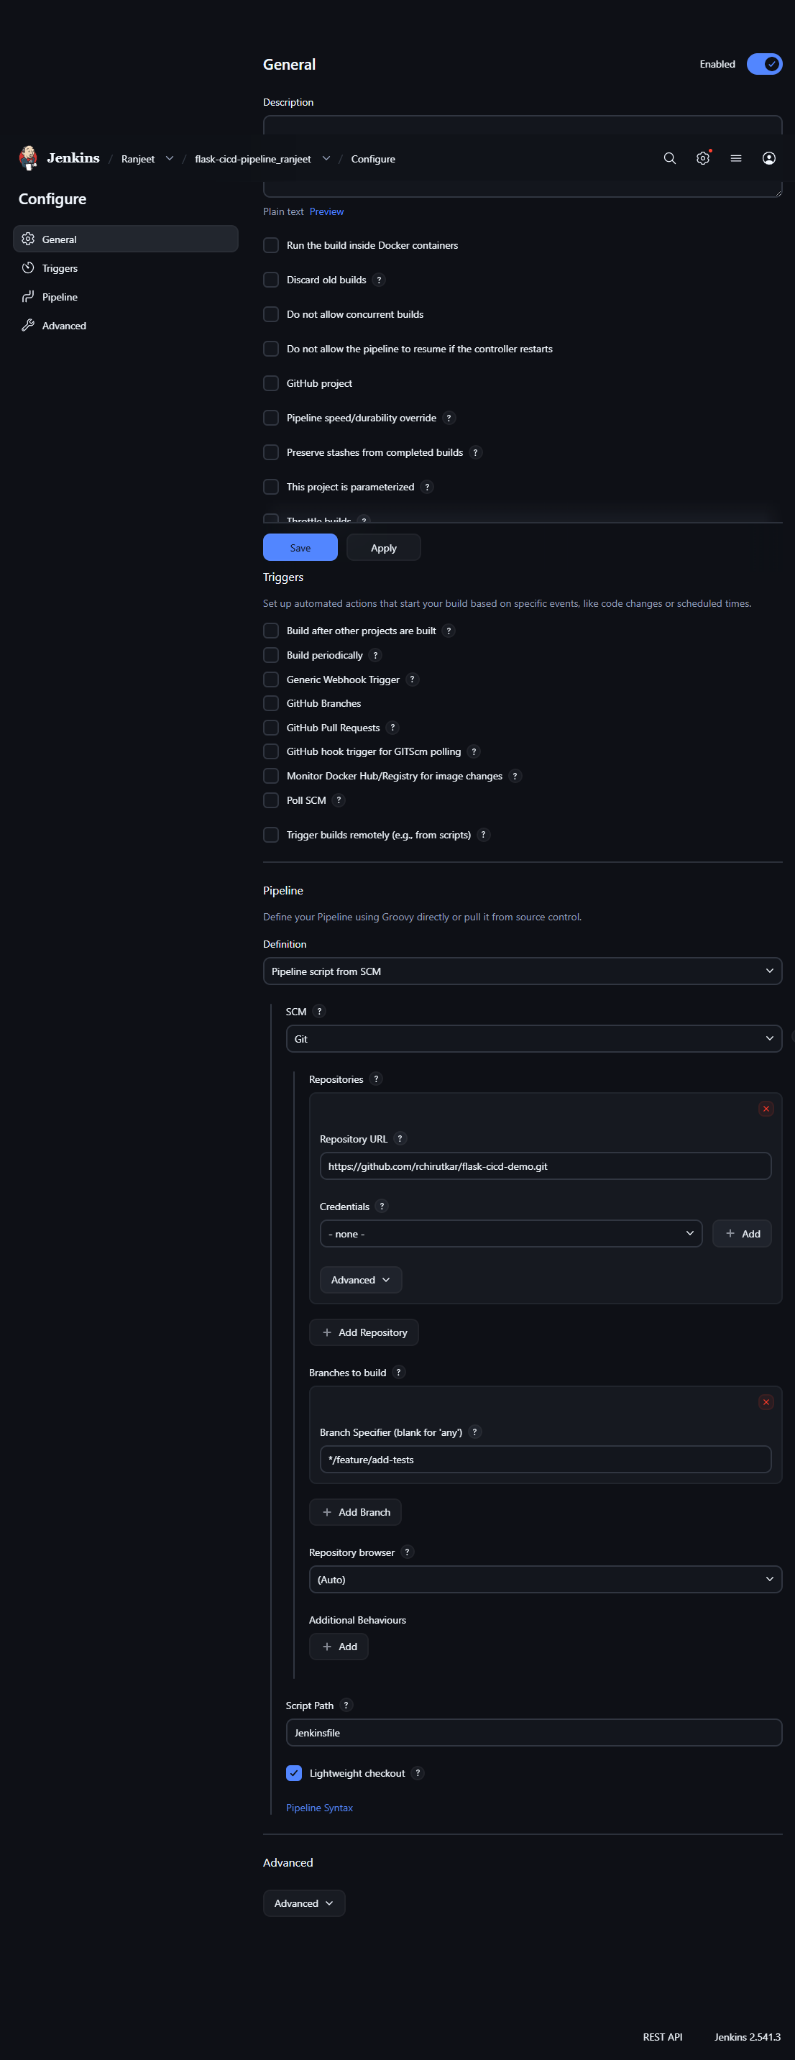 General
Enabled
Description
Jenkins / Ranjeet / flask-cicd-pipeline_ranjeet / Configure
Configure
General
Triggers
Pipeline
Advanced
Plain text Preview
Run the build inside Docker containers
Discard old builds ?
Do not allow concurrent builds
Do not allow the pipeline to resume if the controller restarts
GitHub project
Pipeline speed/durability override ?
Preserve stashes from completed builds ?
This project is parameterized ?
Throttle builds ?
Save Apply
Triggers
Set up automated actions that start your build based on specific events, like code changes or scheduled times.
Build after other projects are built ?
Build periodically ?
Generic Webhook Trigger ?
GitHub Branches
GitHub Pull Requests ?
GitHub hook trigger for GITScm polling ?
Monitor Docker Hub/Registry for image changes ?
Poll SCM ?
Trigger builds remotely (e.g., from scripts) ?
Pipeline
Define your Pipeline using Groovy directly or pull it from source control.
Definition
Pipeline script from SCM
SCM ?
Git
Repositories ?
Repository URL ?
https://github.com/rchirutkar/flask-cicd-demo.git
Credentials ?
- none -
+ Add
Advanced
+ Add Repository
Branches to build ?
Branch Specifier (blank for 'any') ?
*/feature/add-tests
+ Add Branch
Repository browser ?
(Auto)
Additional Behaviours
+ Add
Script Path ?
Jenkinsfile
Lightweight checkout ?
Pipeline Syntax
Advanced
Advanced
REST API Jenkins 2.541.3